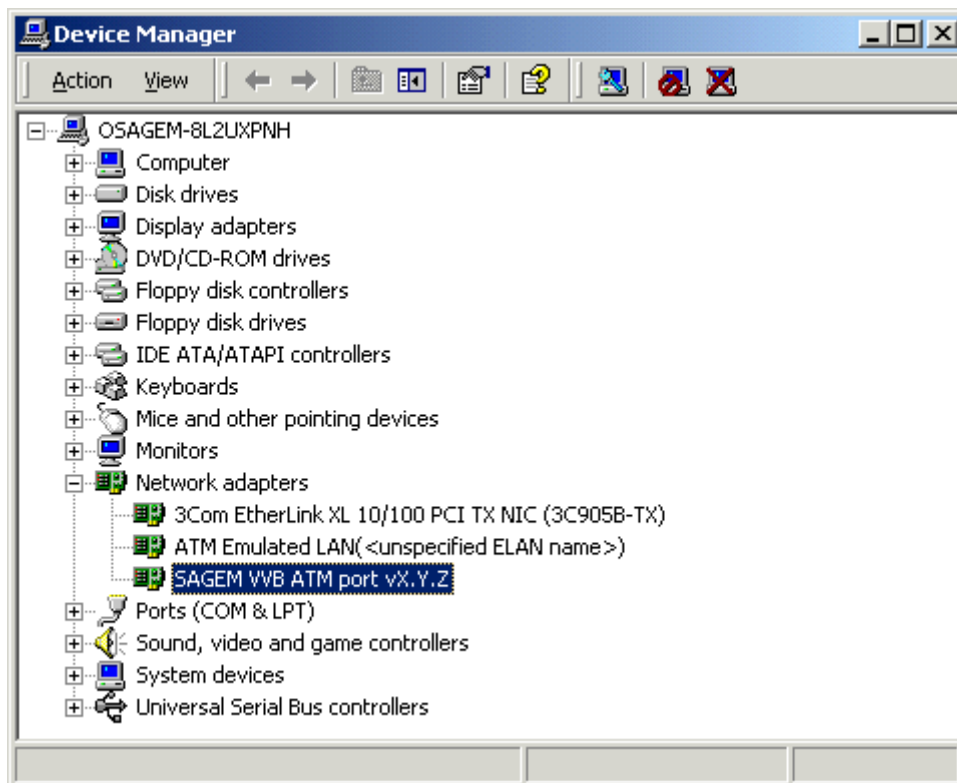 Device Manager
Action View
OSAGEM-8L2UXPNH
Computer
Disk drives
Display adapters
DVD/CD-ROM drives
Floppy disk controllers
Floppy disk drives
IDE ATA/ATAPI controllers
Keyboards
Mice and other pointing devices
Monitors
Network adapters
3Com EtherLink XL 10/100 PCI TX NIC (3C905B-TX)
ATM Emulated LAN(<unspecified ELAN name>)
SAGEM VVB ATM port vX.Y.Z
Ports (COM & LPT)
Sound, video and game controllers
System devices
Universal Serial Bus controllers